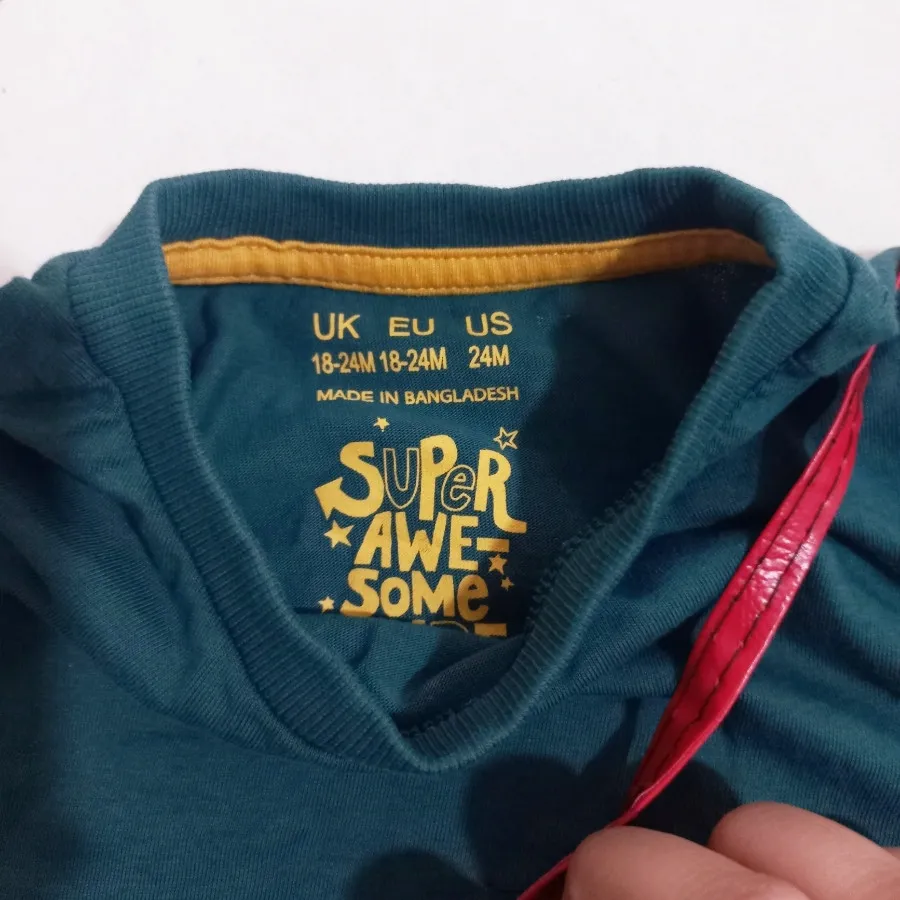 UK EU US
18-24M 18-24M 24M
MADE IN BANGLADESH
SUPeR
AWE-
SOMe